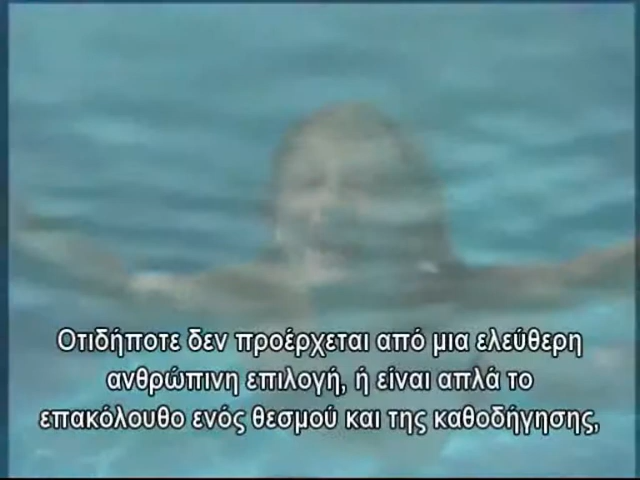 Οτιδήποτε δεν προέρχεται από μια ελεύθερη
ανθρώπινη επιλογή, ή είναι απλά το
επακόλουθο ενός θεσμού και της καθοδήγησης,